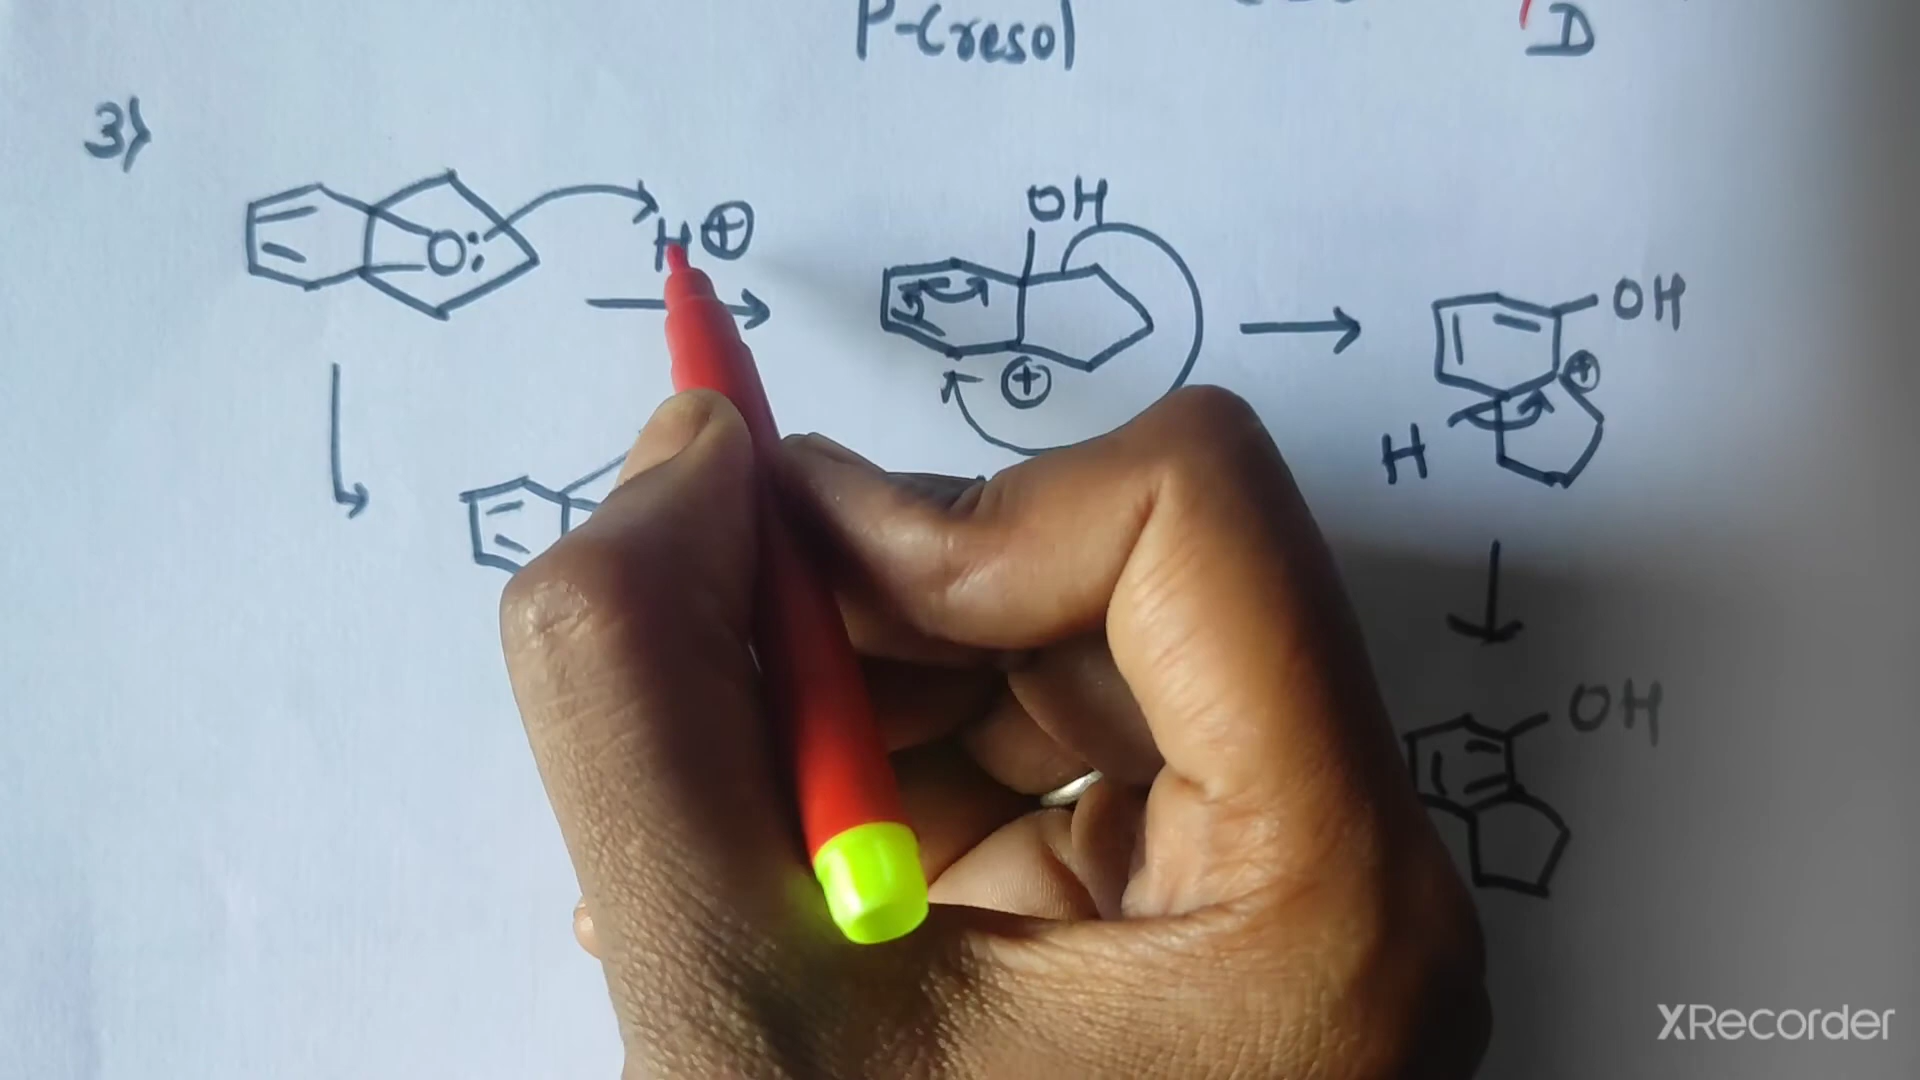 P-Cresol
D
3)
O:
H ⊕
OH
⊕
OH
⊕
H
OH
XRecorder